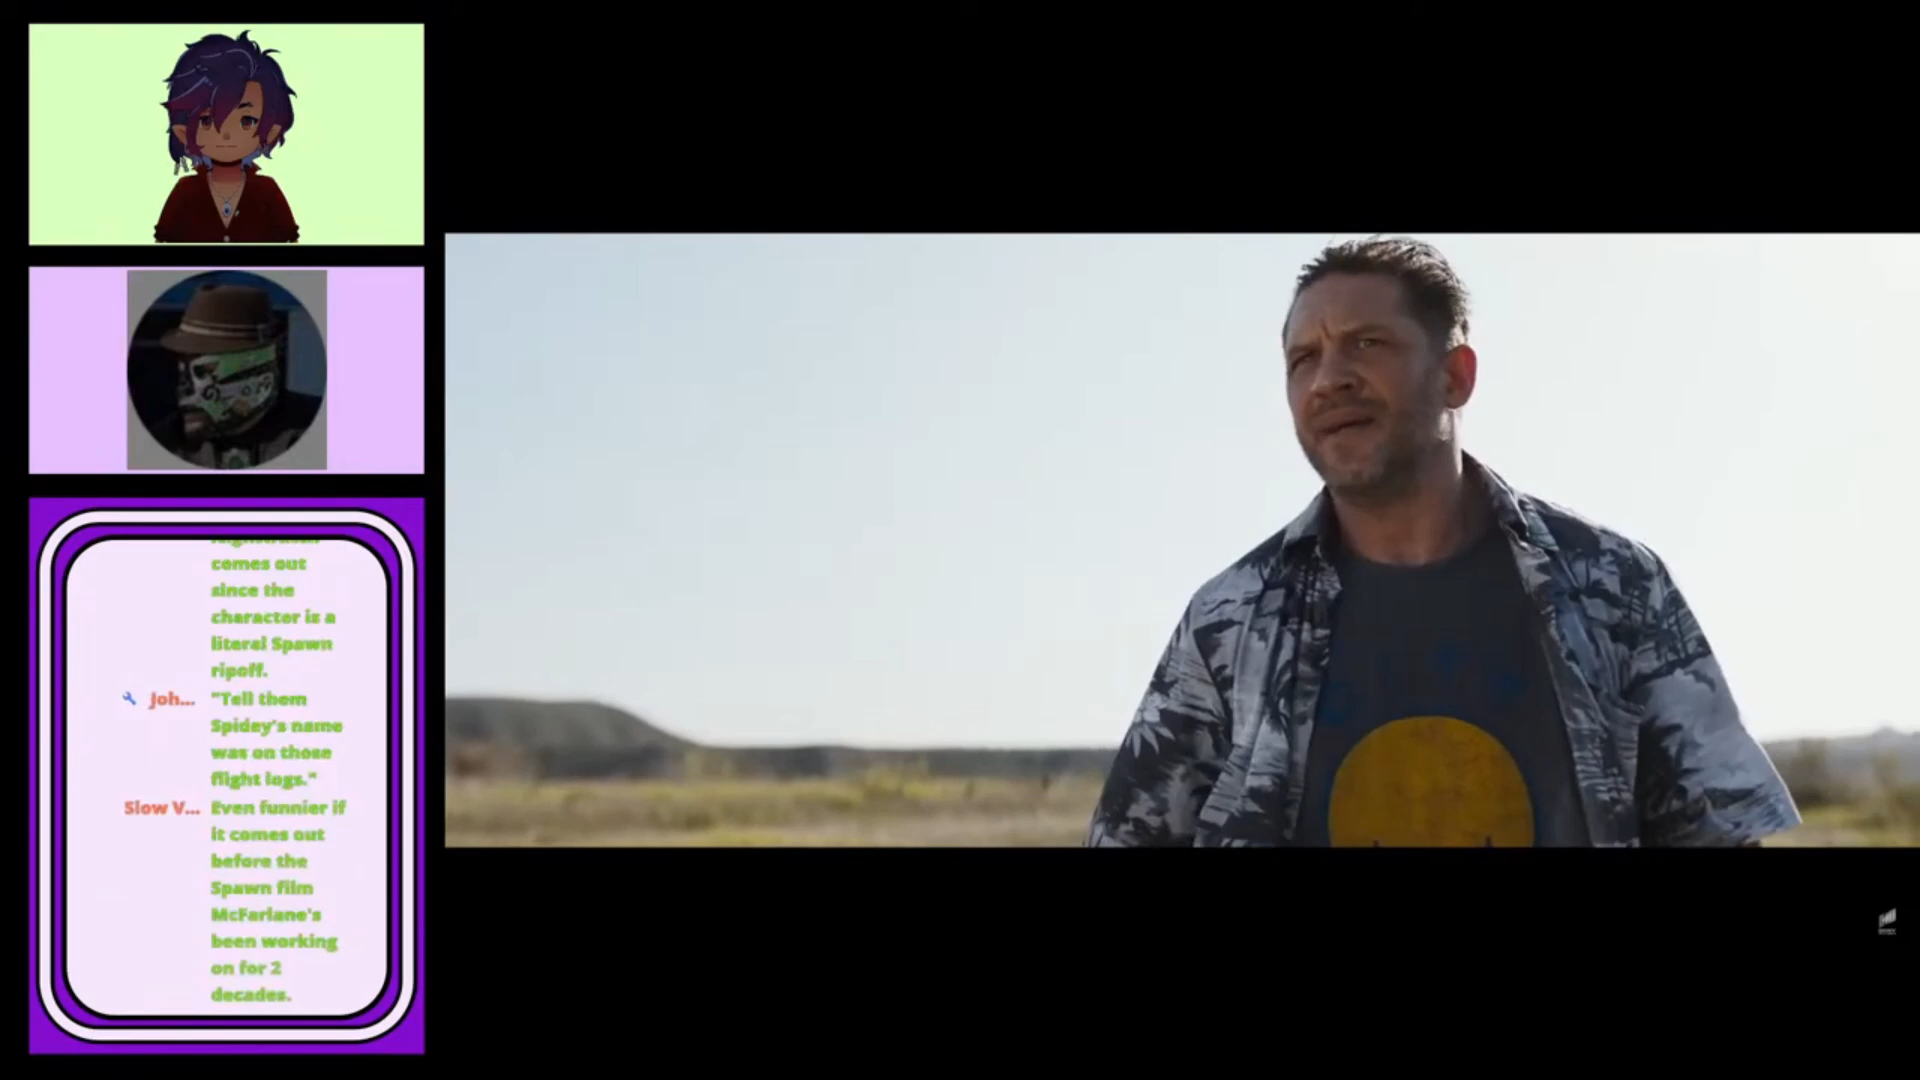 comes out
since the
character is a
literal Spawn
ripoff.
Joh... "Tell them
Spidey's name
was on those
flight logs."
Slow V... Even funnier if
it comes out
before the
Spawn film
McFarlane's
been working
on for 2
decades.